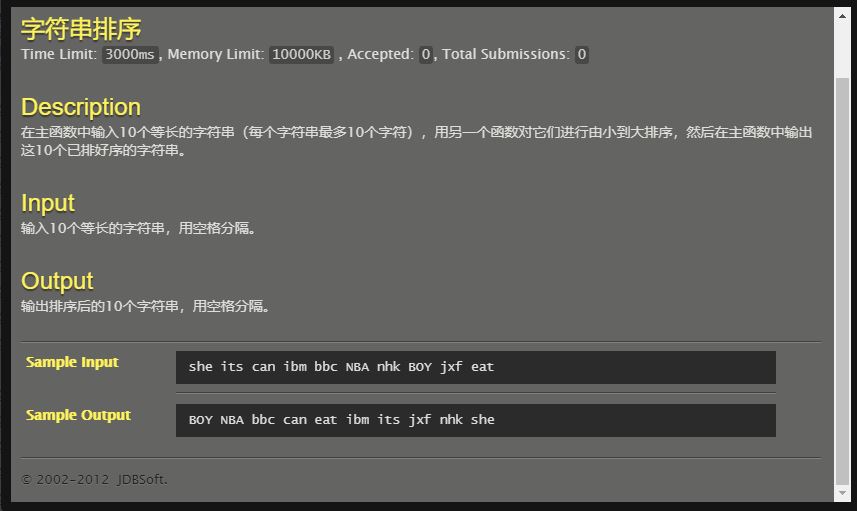 字符串排序
Time Limit: 3000ms, Memory Limit: 10000KB , Accepted: 0, Total Submissions: 0
Description
在主函数中输入10个等长的字符串（每个字符串最多10个字符），用另一个函数对它们进行由小到大排序，然后在主函数中输出
这10个已排好序的字符串。
Input
输入10个等长的字符串，用空格分隔。
Output
输出排序后的10个字符串，用空格分隔。
Sample Input
she its can ibm bbc NBA nhk BOY jxf eat
Sample Output
BOY NBA bbc can eat ibm its jxf nhk she
© 2002-2012 JDBSoft.